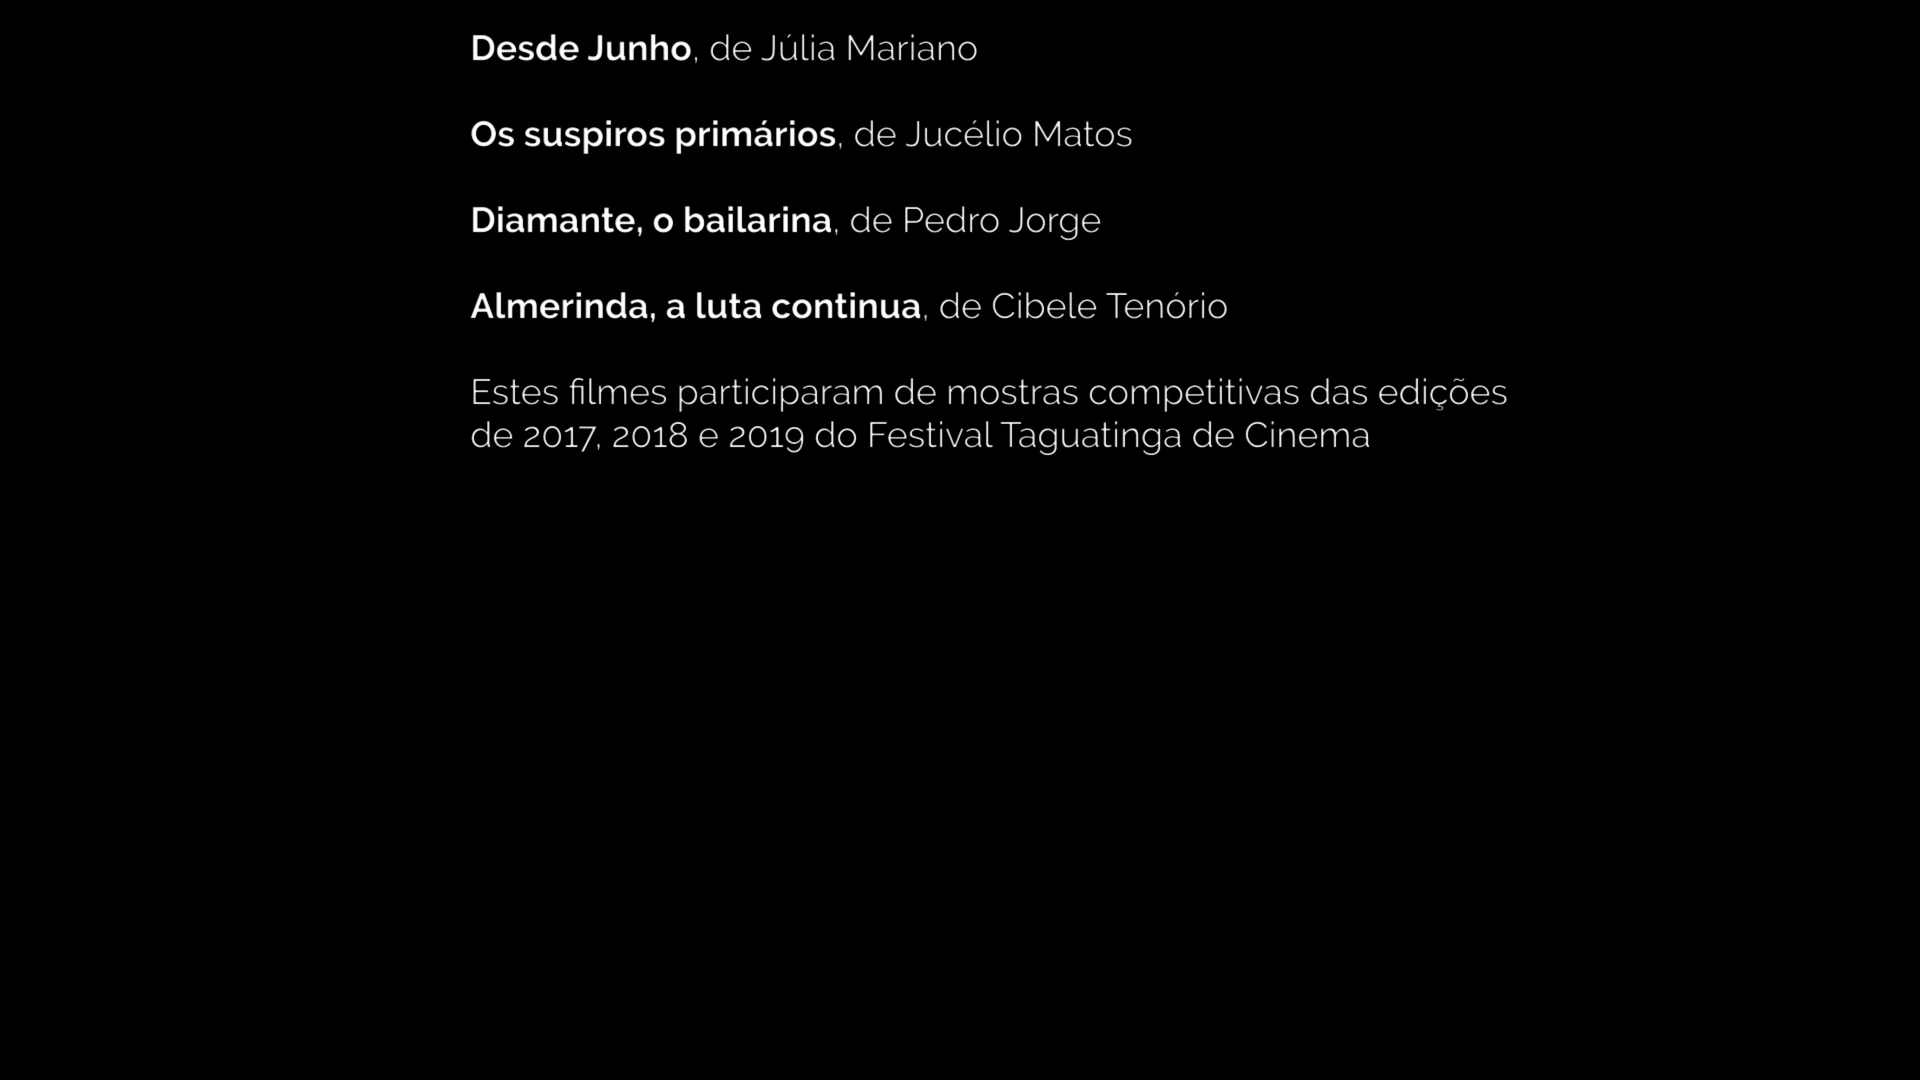 Desde Junho, de Júlia Mariano
Os suspiros primários, de Jucélio Matos
Diamante, o bailarina, de Pedro Jorge
Almerinda, a luta continua, de Cibele Tenório
Estes filmes participaram de mostras competitivas das edições
de 2017, 2018 e 2019 do Festival Taguatinga de Cinema